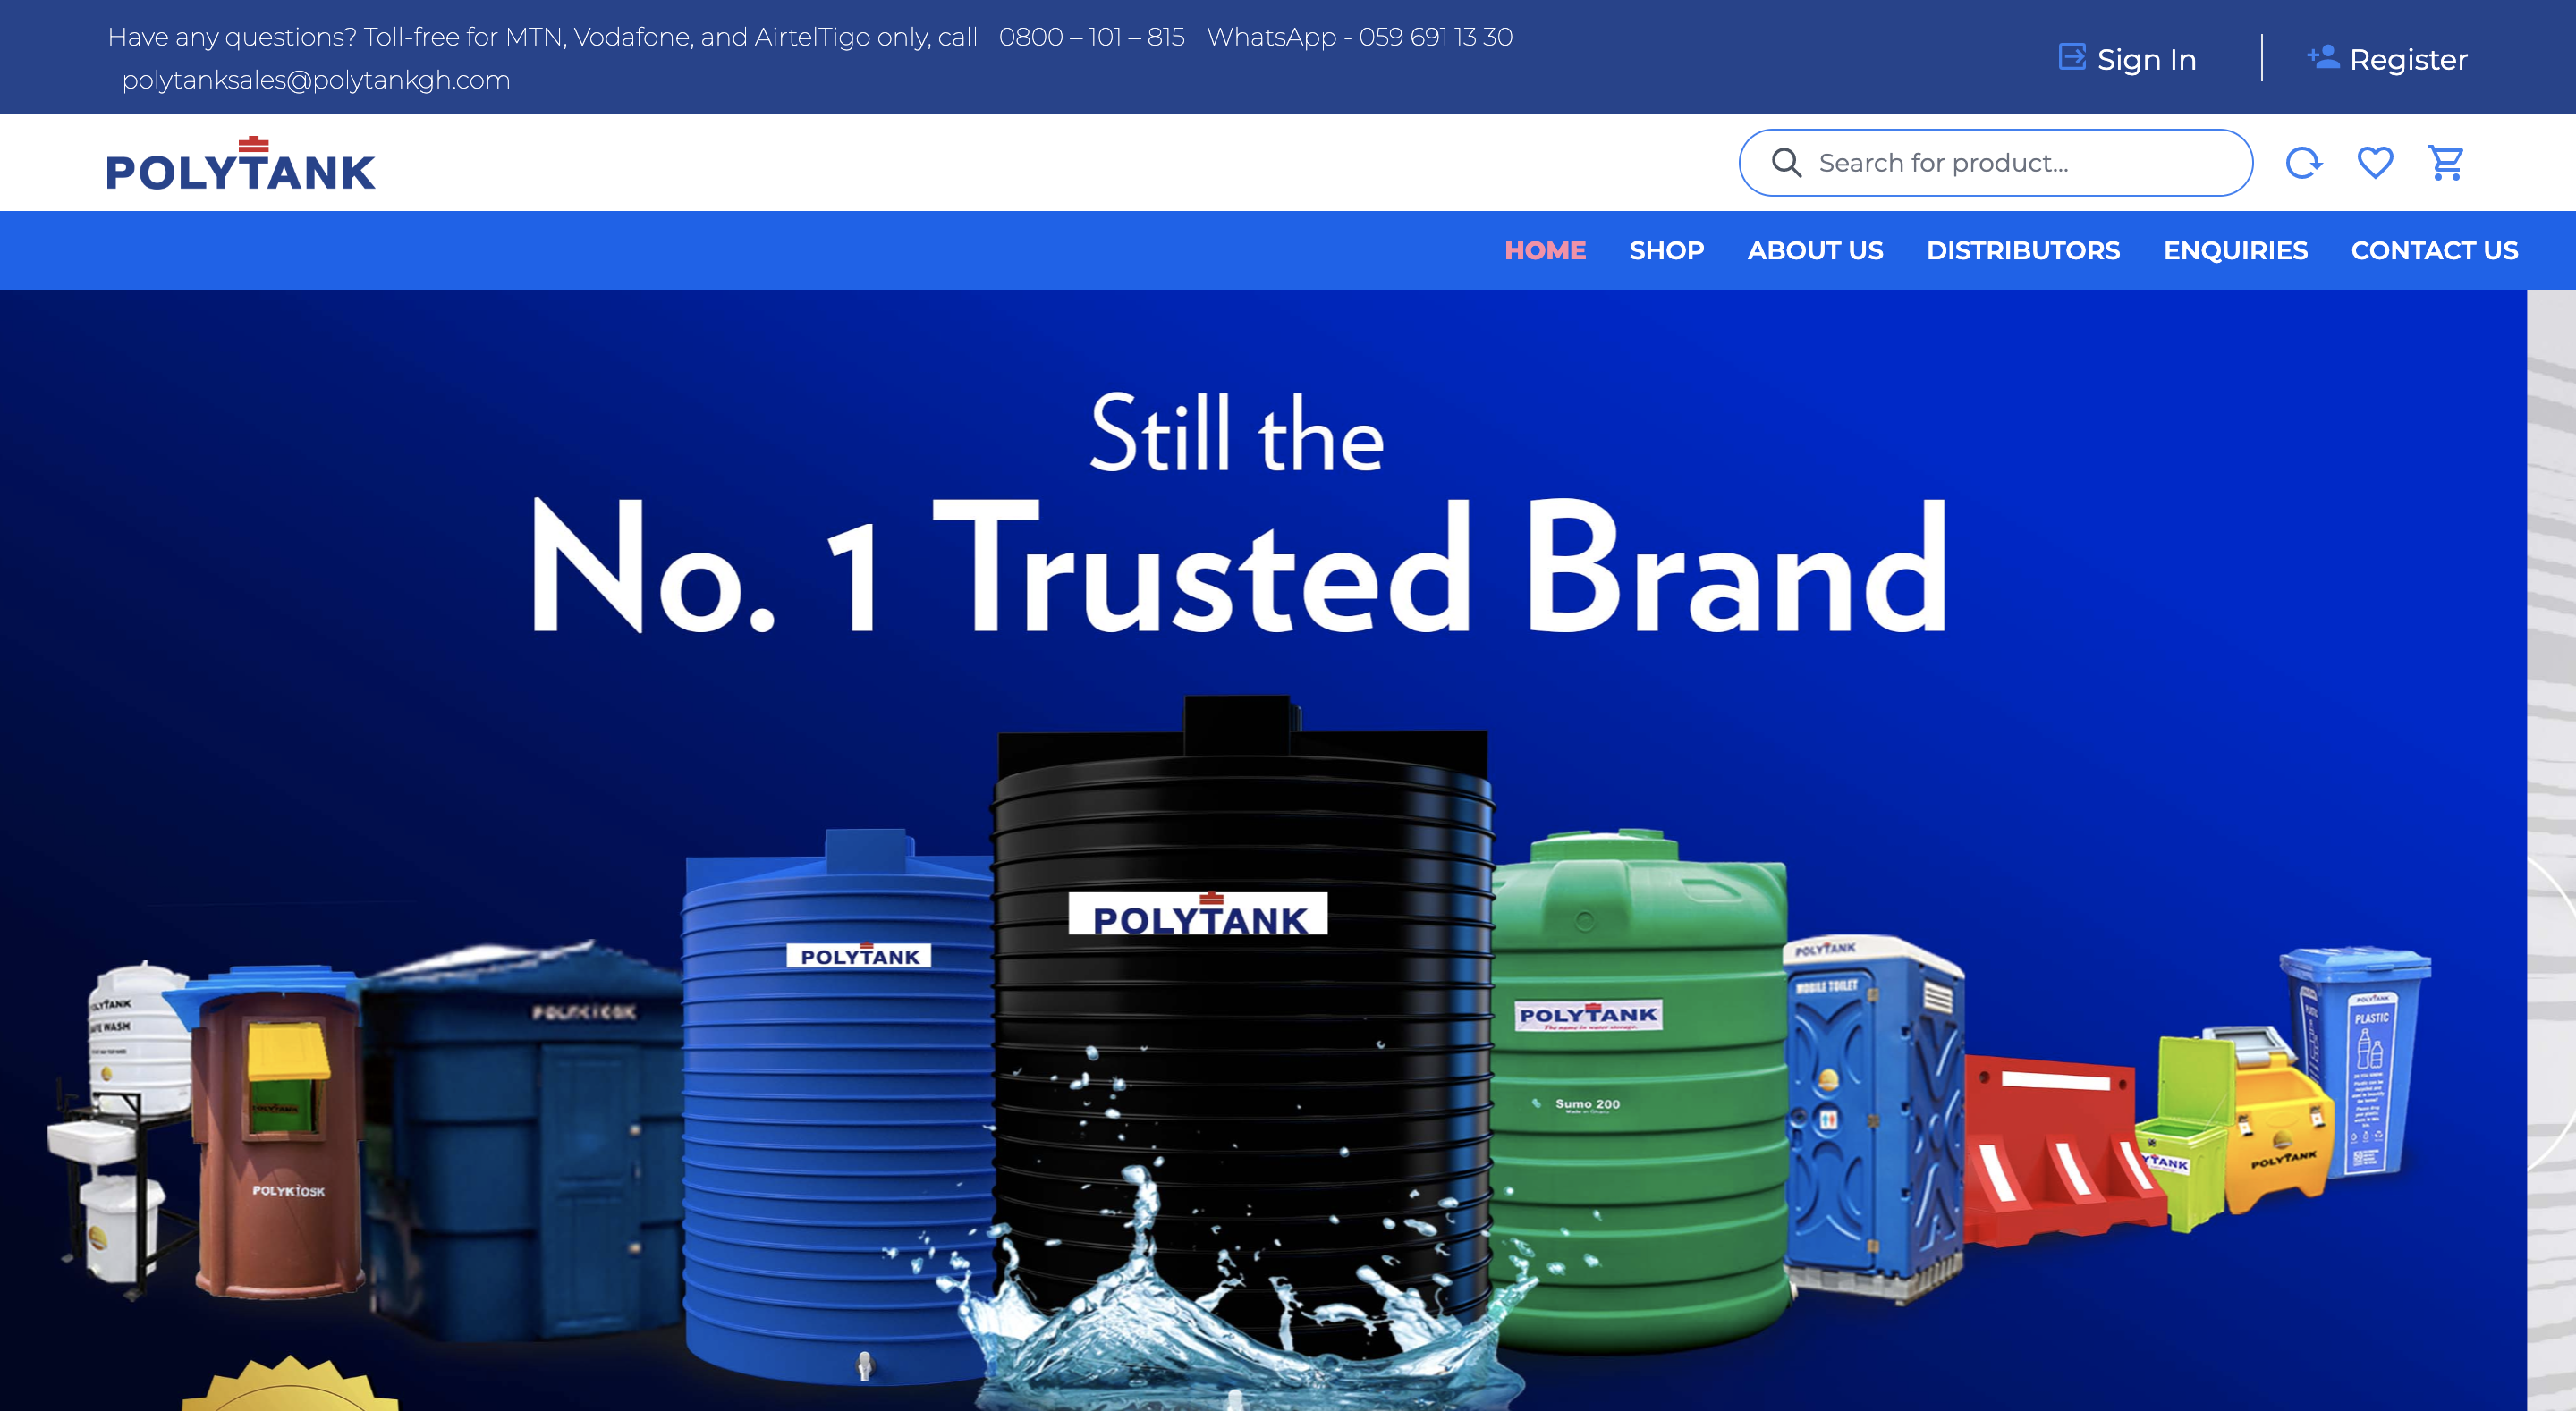 Have any questions? Toll-free for MTN, Vodafone, and AirtelTigo only, call 0800 – 101 – 815 WhatsApp - 059 691 13 30
polytanksales@polytankgh.com
Sign In
Register
POLYTANK
Search for product...
HOME SHOP ABOUT US DISTRIBUTORS ENQUIRIES CONTACT US
Still the
No. 1 Trusted Brand
POLYTANK
POLYTANK
POLYTANK
The name in water storage.
Sumo 200
Made in Ghana
POLYTANK
MOBILE TOILET
POLYKIOSK
POLYKIOSK
POLYTANK
POLYTANK
PLASTIC